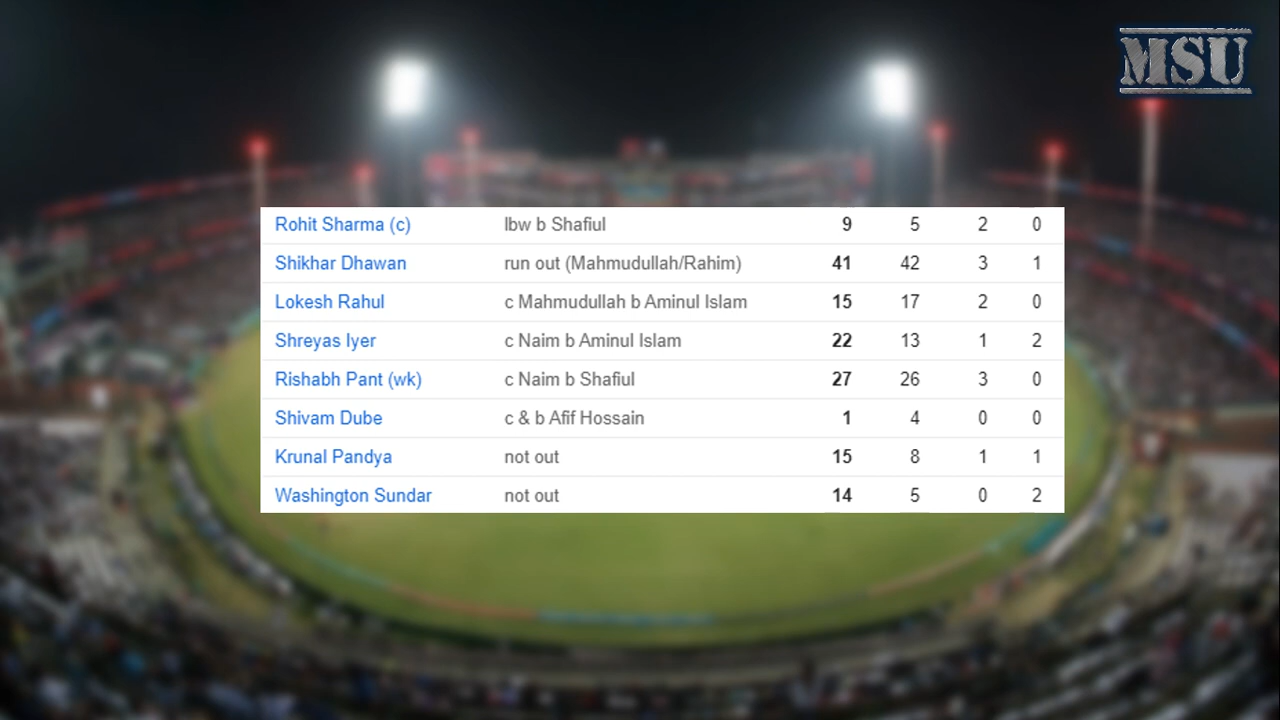 MSU
Rohit Sharma (c) lbw b Shafiul 9 5 2 0
Shikhar Dhawan run out (Mahmudullah/Rahim) 41 42 3 1
Lokesh Rahul c Mahmudullah b Aminul Islam 15 17 2 0
Shreyas Iyer c Naim b Aminul Islam 22 13 1 2
Rishabh Pant (wk) c Naim b Shafiul 27 26 3 0
Shivam Dube c & b Afif Hossain 1 4 0 0
Krunal Pandya not out 15 8 1 1
Washington Sundar not out 14 5 0 2